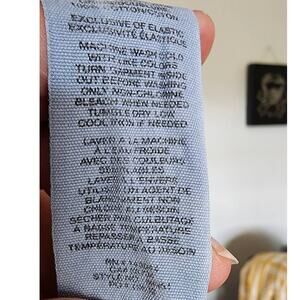 100% COTTON/COTON
EXCLUSIVE OF ELASTIC
EXCLUSIVITÉ ÉLASTIQUE
MACHINE WASH COLD
WITH LIKE COLORS
TURN GARMENT INSIDE
OUT BEFORE WASHING
ONLY NON-CHLORINE
BLEACH WHEN NEEDED
TUMBLE DRY LOW
COOL IRON IF NEEDED
LAVER A LA MACHINE
À L'EAU FROIDE
AVEC DES COULEURS
SEMBLABLES
LAVER À L'ENVERS
UTILISER UN AGENT DE
BLANCHIMENT NON
CHLORÉ AU BESOIN
SÉCHER PAR CULBUTAGE
À BASSE TEMPÉRATURE
REPASSER À BASSE
TEMPÉRATURE AU BESOIN